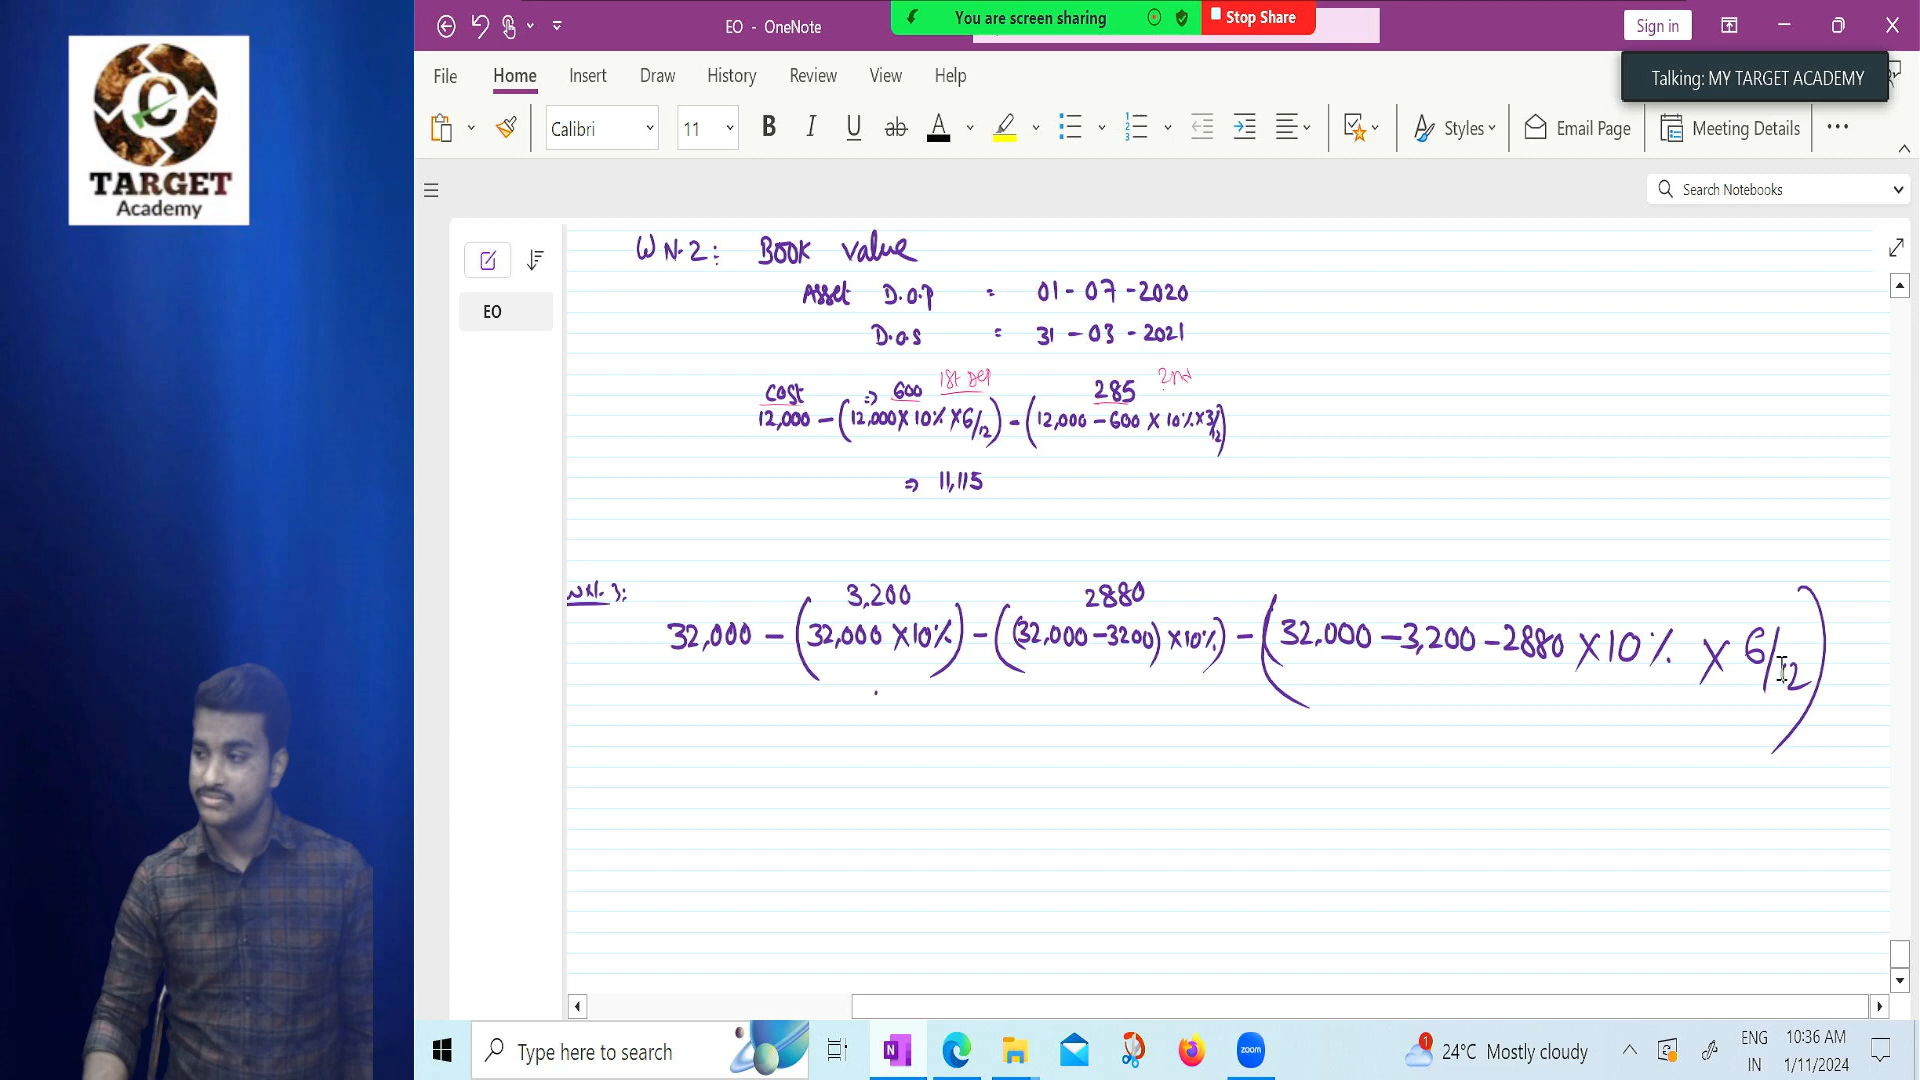 TARGET
Academy
EO - OneNote
You are screen sharing
Stop Share
Sign in
Talking: MY TARGET ACADEMY
File Home Insert Draw History Review View Help
Calibri 11 B I U ab A Styles Email Page Meeting Details
Search Notebooks
EO
WN.2: Book value
Asset D.O.P = 01-07-2020
D.O.S = 31-03-2021
Cost ⇒ 600 1st Dep 285 2nd
12,000 - (12,000 X 10% X 6/12) - (12,000 - 600 X 10% X 3/12)
⇒ 11,115
WN.3:
3,200 2880
32,000 - (32,000 X 10%) - ((32,000 - 3200) X 10%) - (32,000 - 3,200 - 2880 X 10% X 6/12)
Type here to search
zoom
1
24°C Mostly cloudy
ENG
IN
10:36 AM
1/11/2024